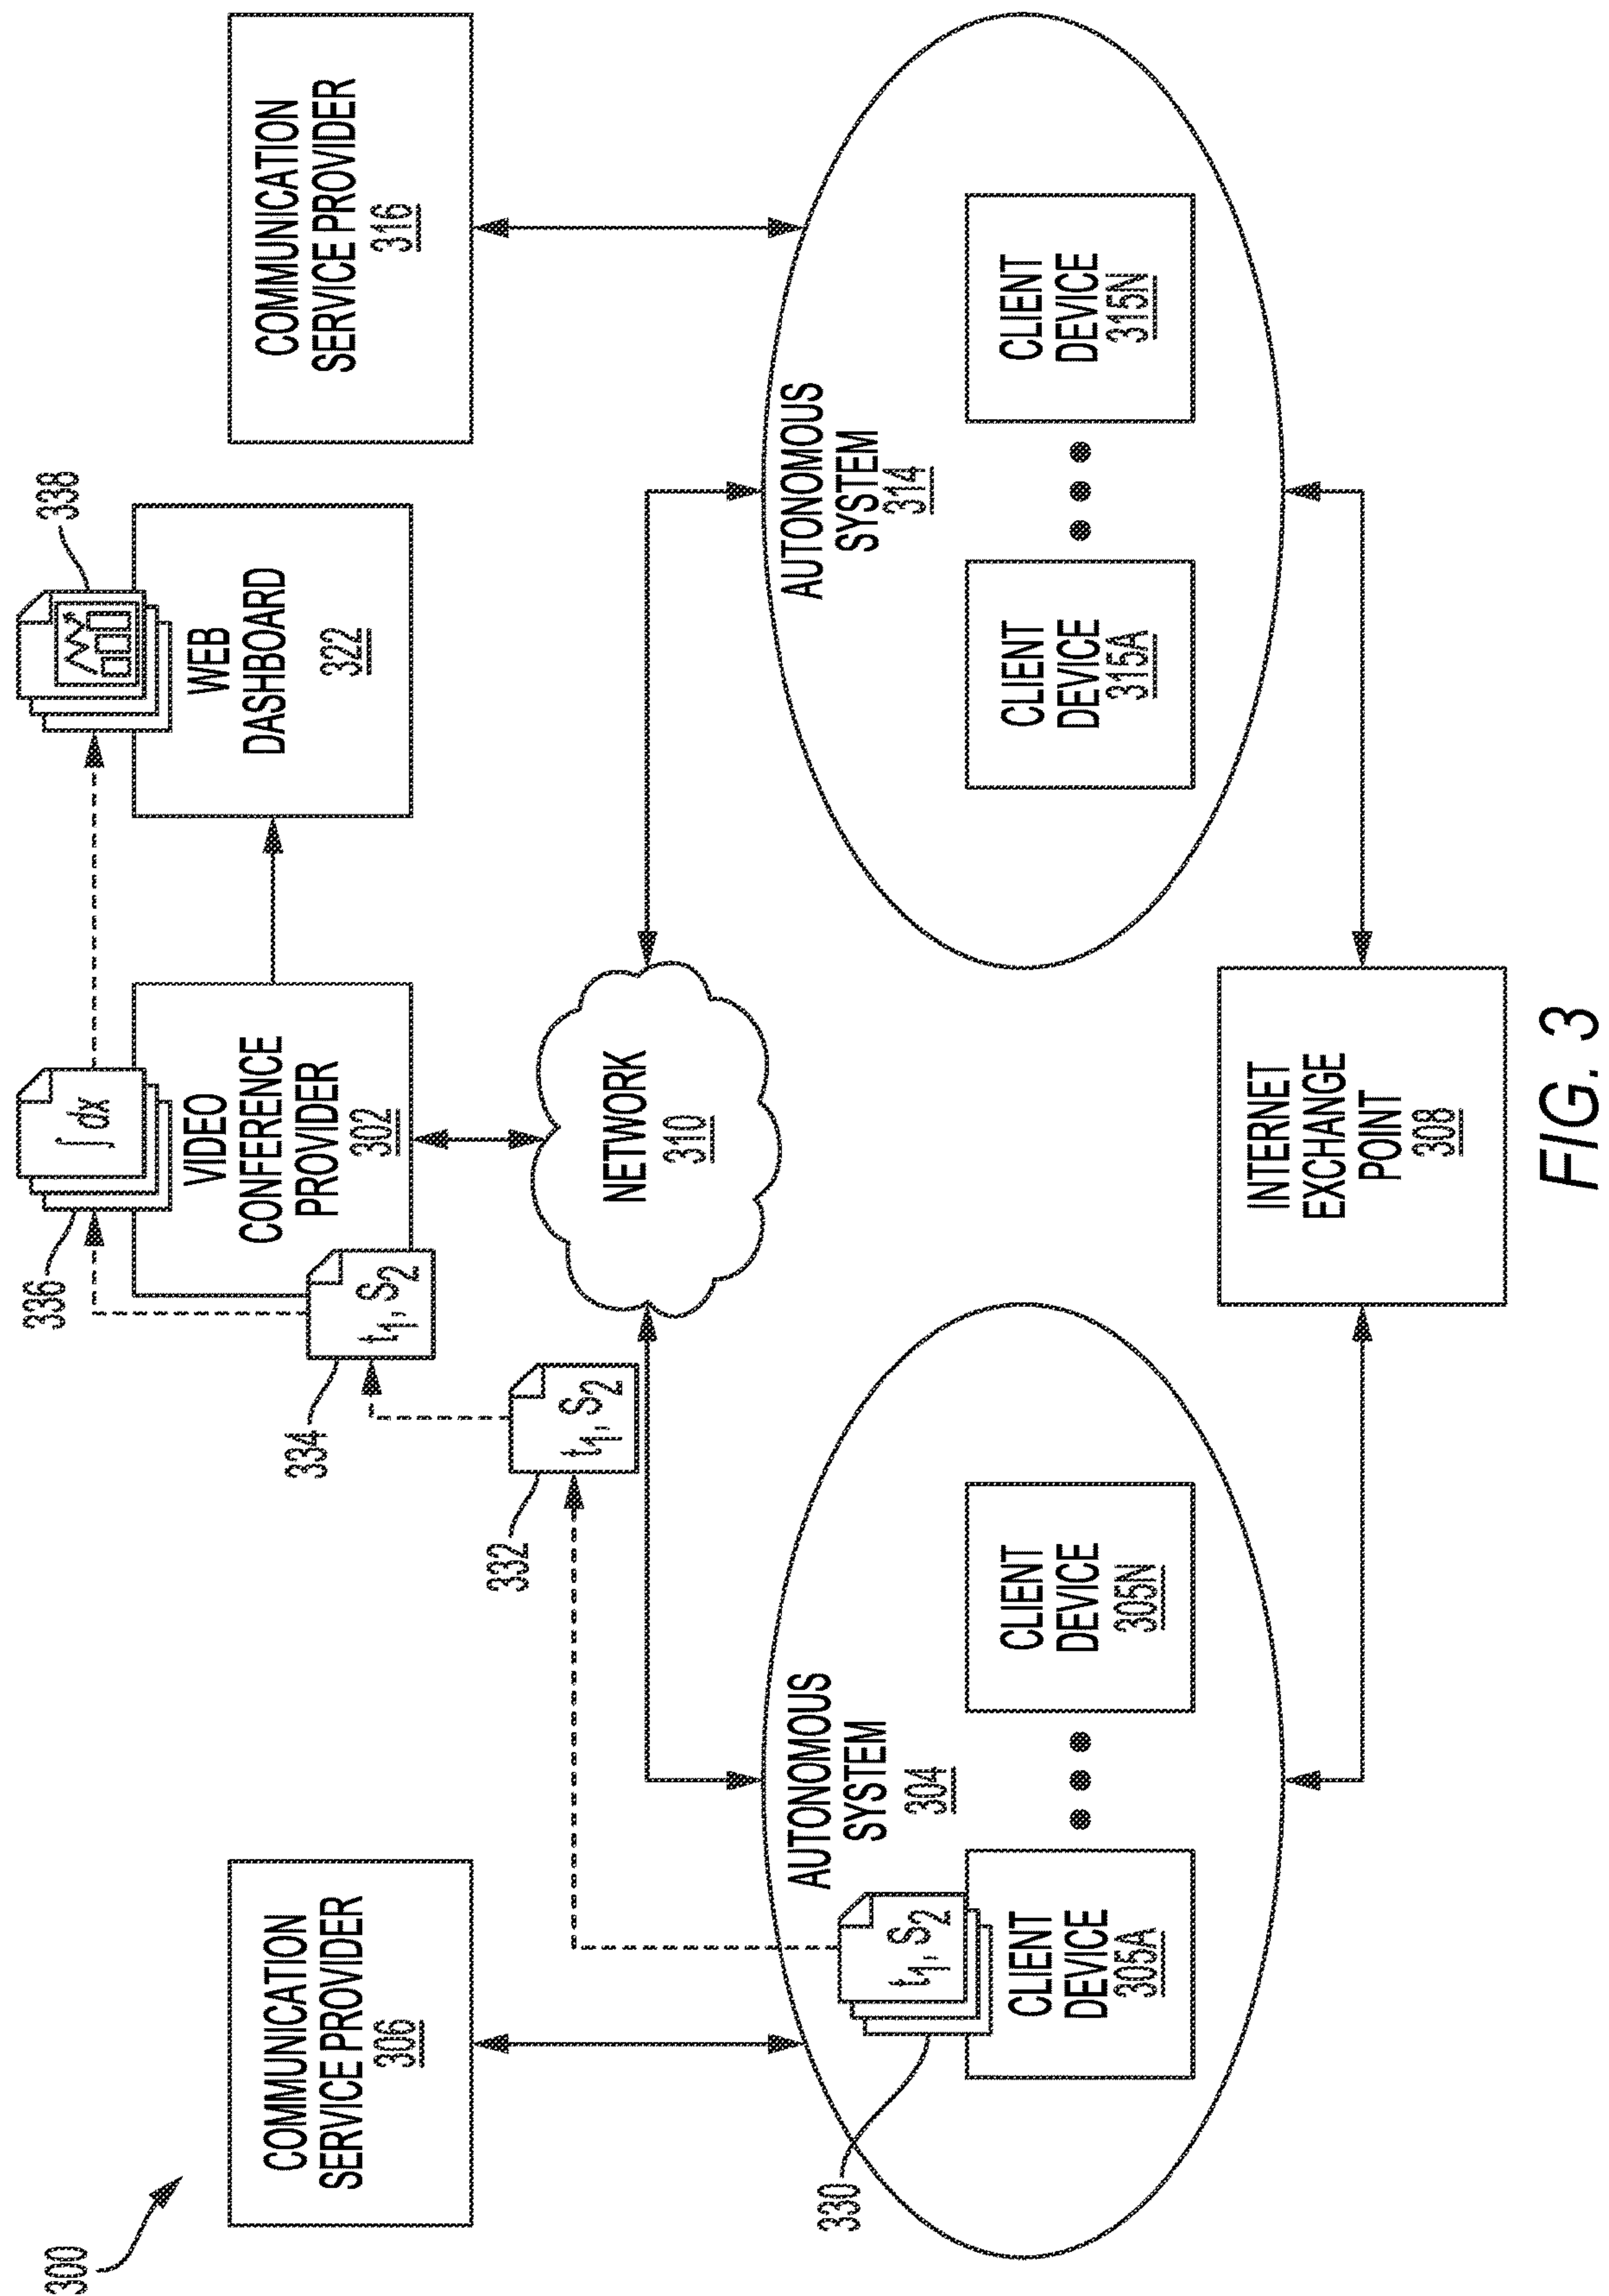 300
336
∫ dx
338
VIDEO
CONFERENCE
PROVIDER
302
WEB
DASHBOARD
322
COMMUNICATION
SERVICE PROVIDER
306
334
t₁, S₂
COMMUNICATION
SERVICE PROVIDER
316
332
t₁, S₂
NETWORK
310
330
t₁, S₂
AUTONOMOUS
SYSTEM
304
CLIENT
DEVICE
305A
CLIENT
DEVICE
305N
AUTONOMOUS
SYSTEM
314
CLIENT
DEVICE
315A
CLIENT
DEVICE
315N
INTERNET
EXCHANGE
POINT
308
FIG. 3